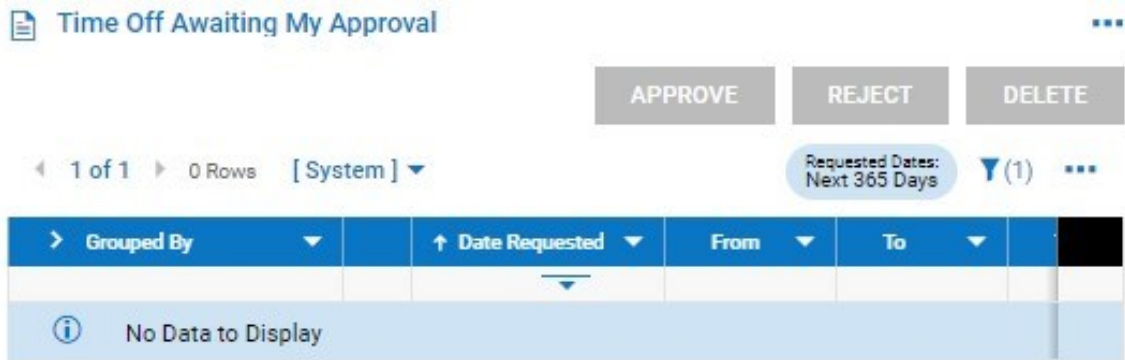 Time Off Awaiting My Approval
APPROVE REJECT DELETE
1 of 1 0 Rows [ System ] Requested Dates: (1)
Next 365 Days
Grouped By Date Requested From To
No Data to Display